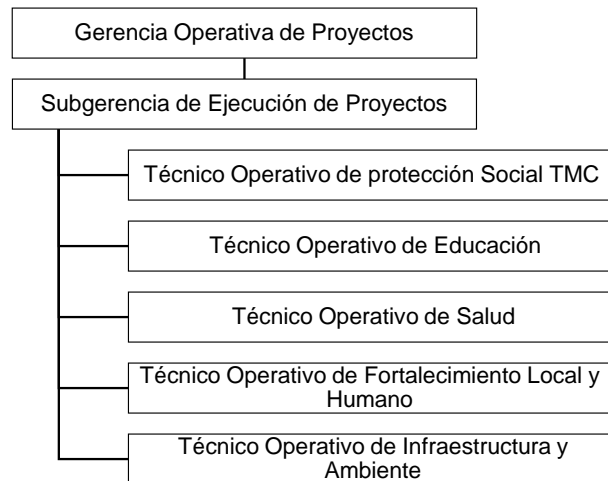 Gerencia Operativa de Proyectos
Subgerencia de Ejecución de Proyectos
Técnico Operativo de protección Social TMC
Técnico Operativo de Educación
Técnico Operativo de Salud
Técnico Operativo de Fortalecimiento Local y
Humano
Técnico Operativo de Infraestructura y
Ambiente